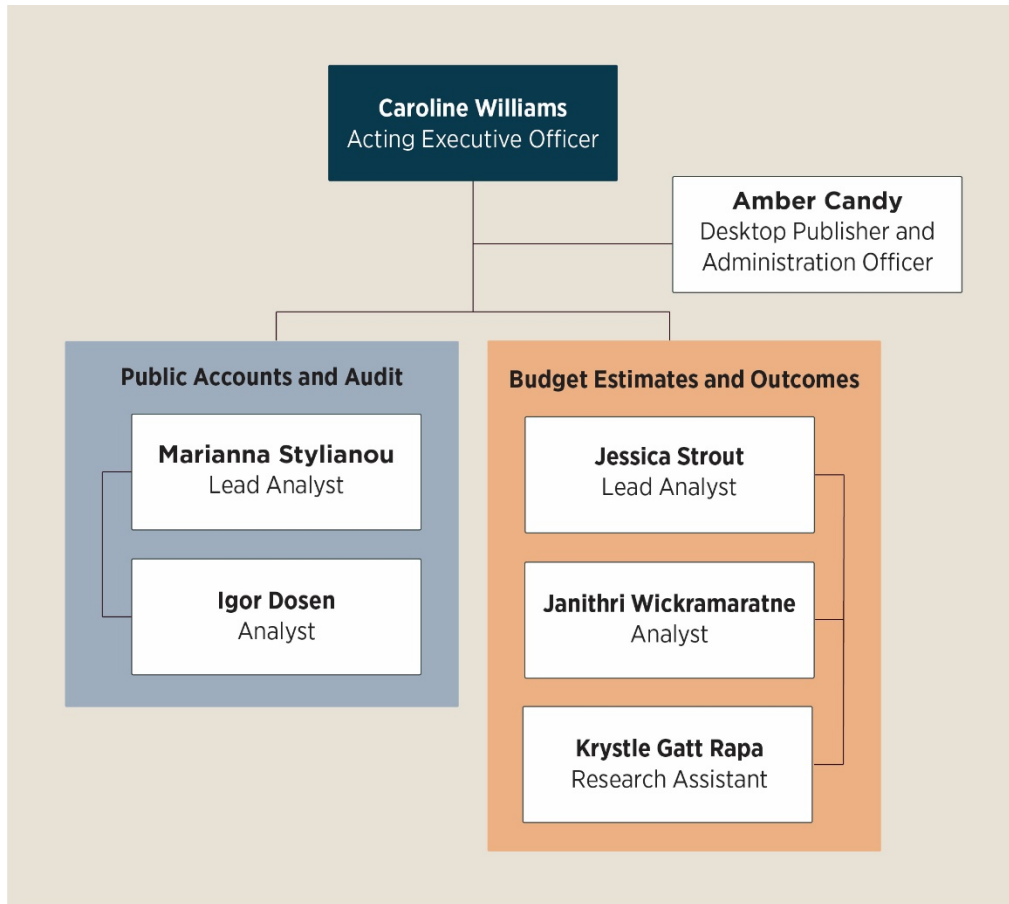 Caroline Williams
Acting Executive Officer
Amber Candy
Desktop Publisher and
Administration Officer
Public Accounts and Audit
Marianna Stylianou
Lead Analyst
Igor Dosen
Analyst
Budget Estimates and Outcomes
Jessica Strout
Lead Analyst
Janithri Wickramaratne
Analyst
Krystle Gatt Rapa
Research Assistant